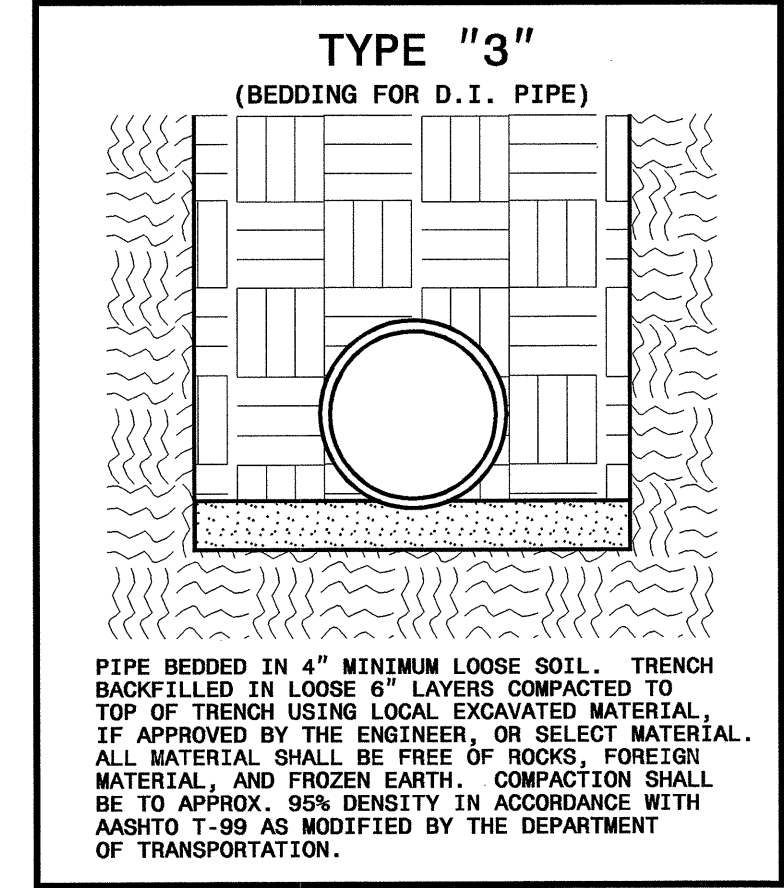 TYPE "3"
(BEDDING FOR D.I. PIPE)
PIPE BEDDED IN 4" MINIMUM LOOSE SOIL. TRENCH
BACKFILLED IN LOOSE 6" LAYERS COMPACTED TO
TOP OF TRENCH USING LOCAL EXCAVATED MATERIAL,
IF APPROVED BY THE ENGINEER, OR SELECT MATERIAL.
ALL MATERIAL SHALL BE FREE OF ROCKS, FOREIGN
MATERIAL, AND FROZEN EARTH. COMPACTION SHALL
BE TO APPROX. 95% DENSITY IN ACCORDANCE WITH
AASHTO T-99 AS MODIFIED BY THE DEPARTMENT
OF TRANSPORTATION.